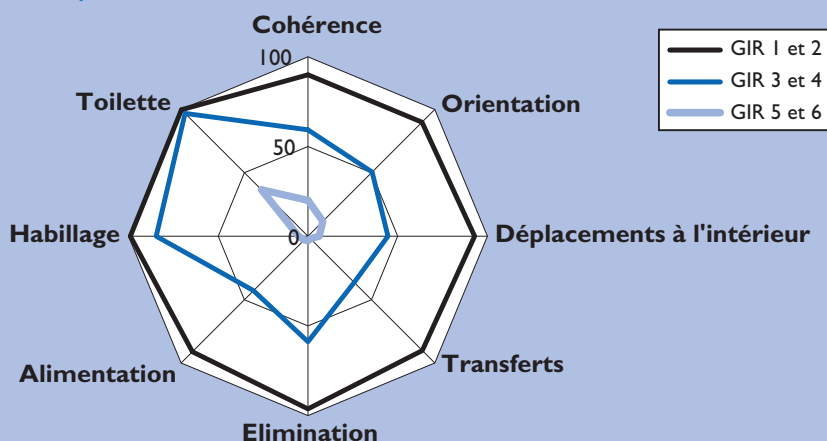 Cohérence
100
GIR 1 et 2
GIR 3 et 4
GIR 5 et 6
Toilette
Orientation
50
Habillage
0
Déplacements à l'intérieur
Alimentation
Transferts
Elimination